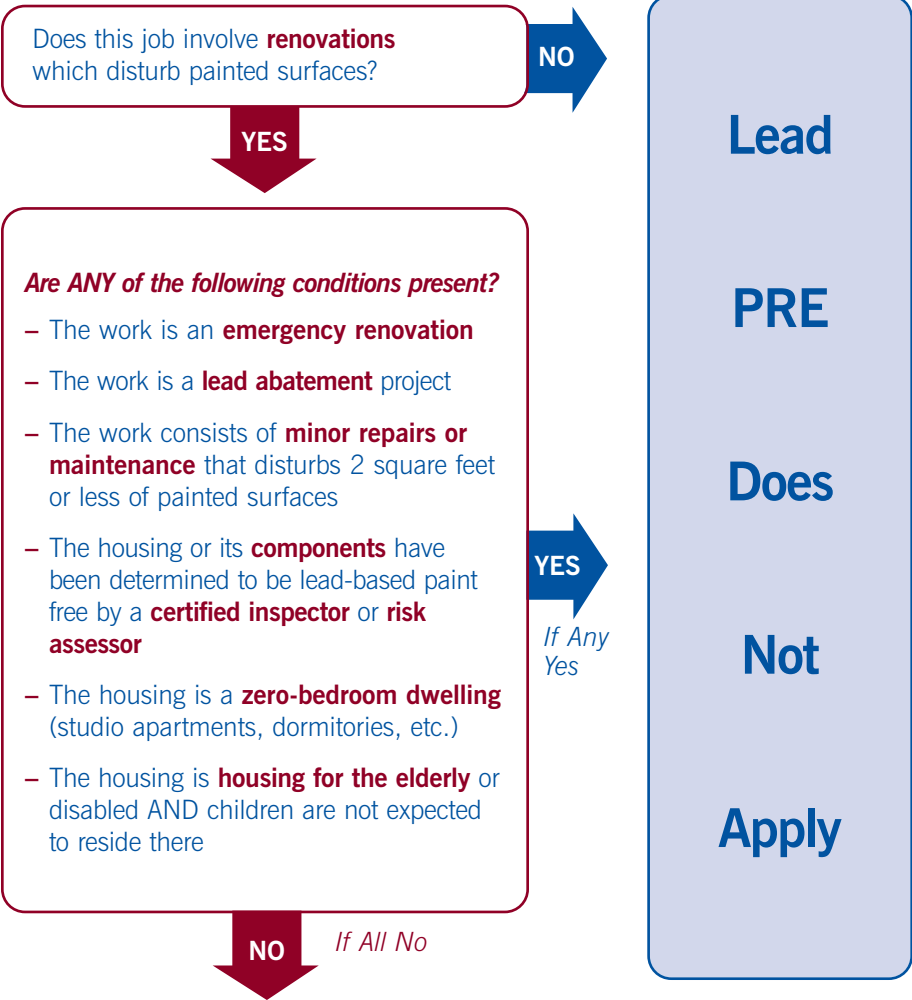 Does this job involve renovations
which disturb painted surfaces?
NO
YES
Are ANY of the following conditions present?
– The work is an emergency renovation
– The work is a lead abatement project
– The work consists of minor repairs or
maintenance that disturbs 2 square feet
or less of painted surfaces
– The housing or its components have
been determined to be lead-based paint
free by a certified inspector or risk
assessor
– The housing is a zero-bedroom dwelling
(studio apartments, dormitories, etc.)
– The housing is housing for the elderly or
disabled AND children are not expected
to reside there
YES
If Any
Yes
NO
If All No
Lead
PRE
Does
Not
Apply